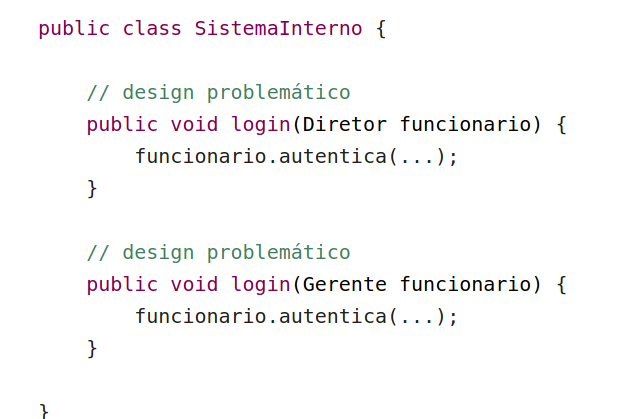 public class SistemaInterno {
// design problemático
public void login(Diretor funcionario) {
funcionario.autentica(...);
}
// design problemático
public void login(Gerente funcionario) {
funcionario.autentica(...);
}
}